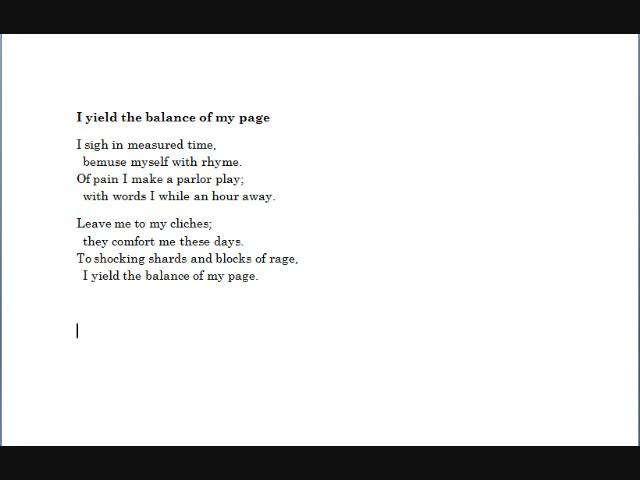 I yield the balance of my page
I sigh in measured time,
bemuse myself with rhyme.
Of pain I make a parlor play;
with words I while an hour away.
Leave me to my cliches;
they comfort me these days.
To shocking shards and blocks of rage,
I yield the balance of my page.